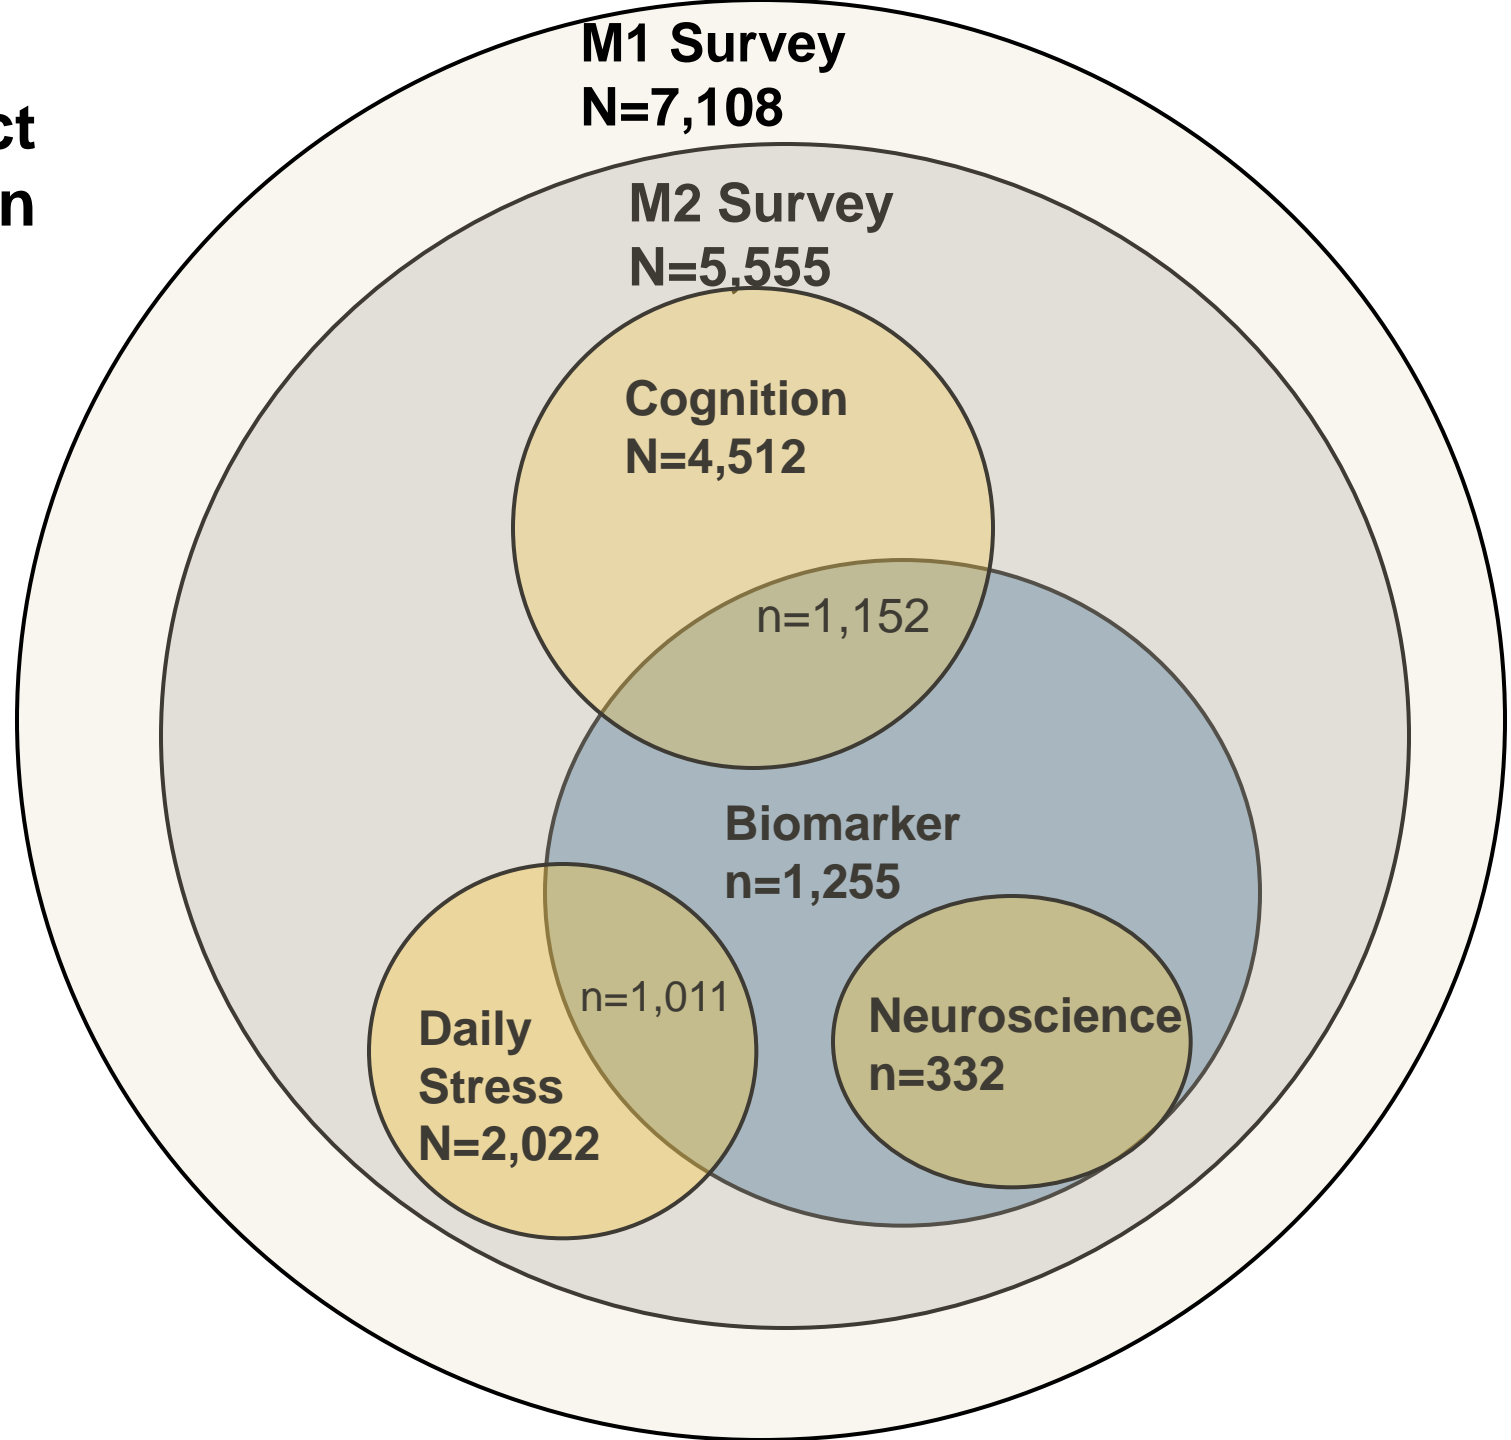 M1 Survey
N=7,108
ct
n
M2 Survey
N=5,555
Cognition
N=4,512
n=1,152
Biomarker
n=1,255
n=1,011
Daily
Stress
N=2,022
Neuroscience
n=332